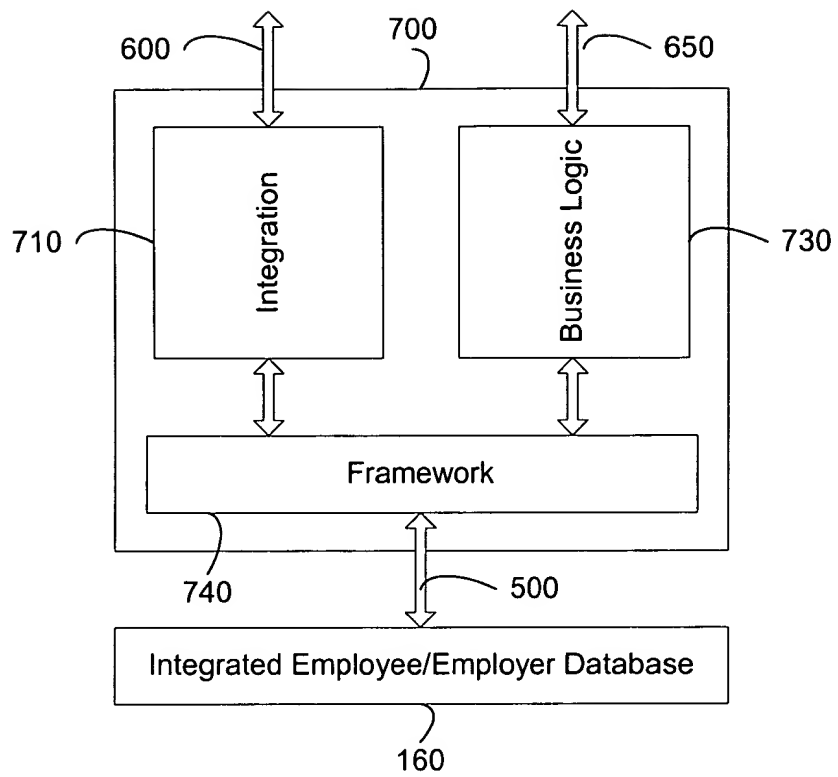 600
700
650
710
Integration
Business Logic
730
Framework
740
500
Integrated Employee/Employer Database
160